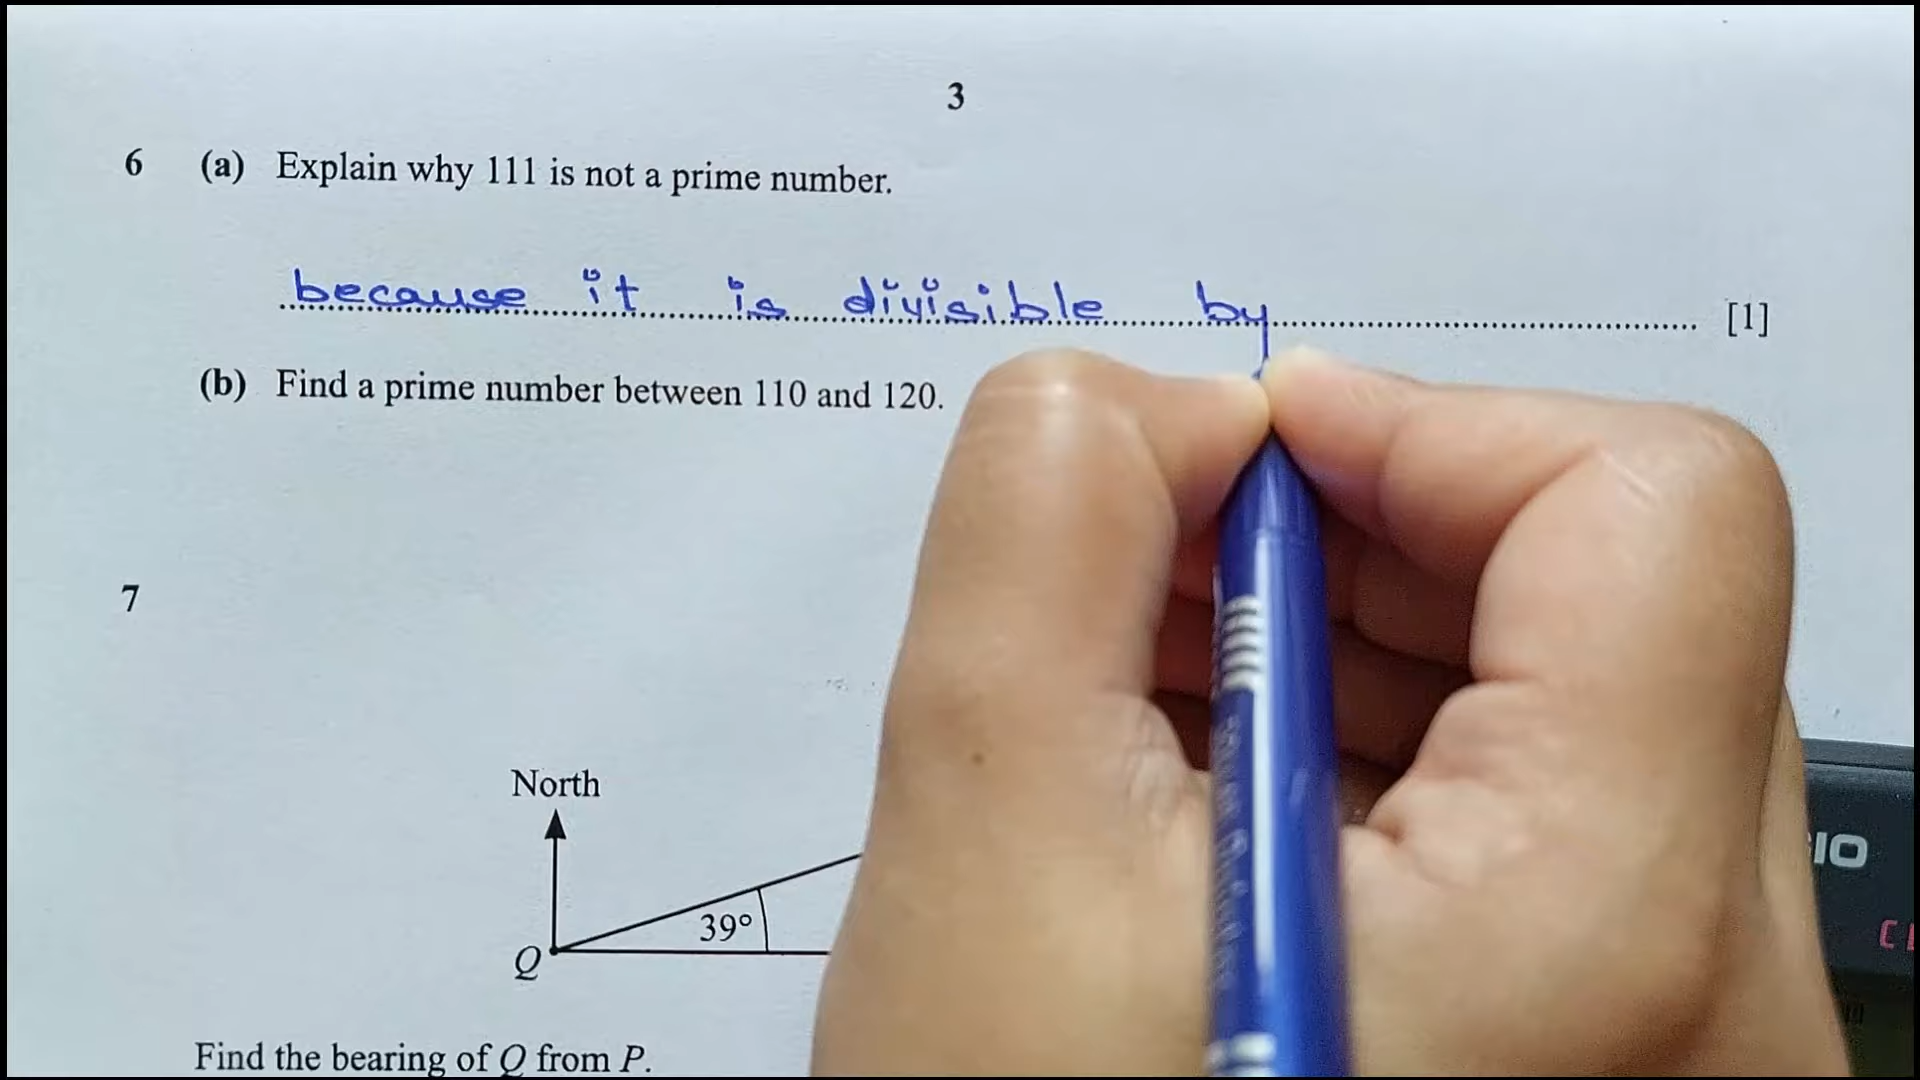 3
6 (a) Explain why 111 is not a prime number.
because it is divisible by [1]
(b) Find a prime number between 110 and 120.
7
North
39°
Q
IO
Find the bearing of Q from P.